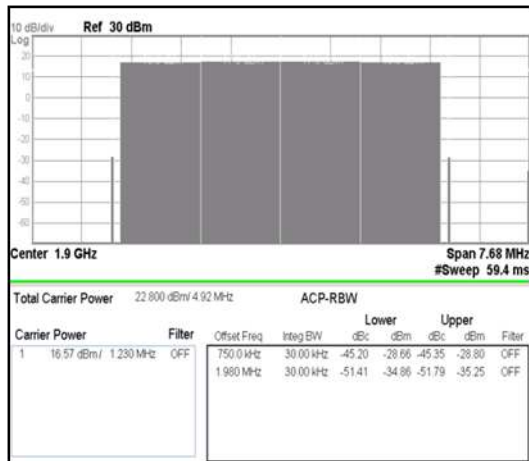 10 dB/div Ref 30 dBm
Log
20
10
0
-10
-20
-30
-40
-50
-60
Center 1.9 GHz Span 7.68 MHz
#Sweep 59.4 ms
Total Carrier Power 22.800 dBm/ 4.92 MHz ACP-RBW
Lower Upper
Carrier Power Filter Offset Freq Integ BW dBc dBm dBc dBm Filter
1 16.57 dBm / 1.230 MHz OFF 750.0 kHz 30.00 kHz -45.20 -28.66 -45.35 -28.80 OFF
1.980 MHz 30.00 kHz -51.41 -34.86 -51.79 -35.25 OFF